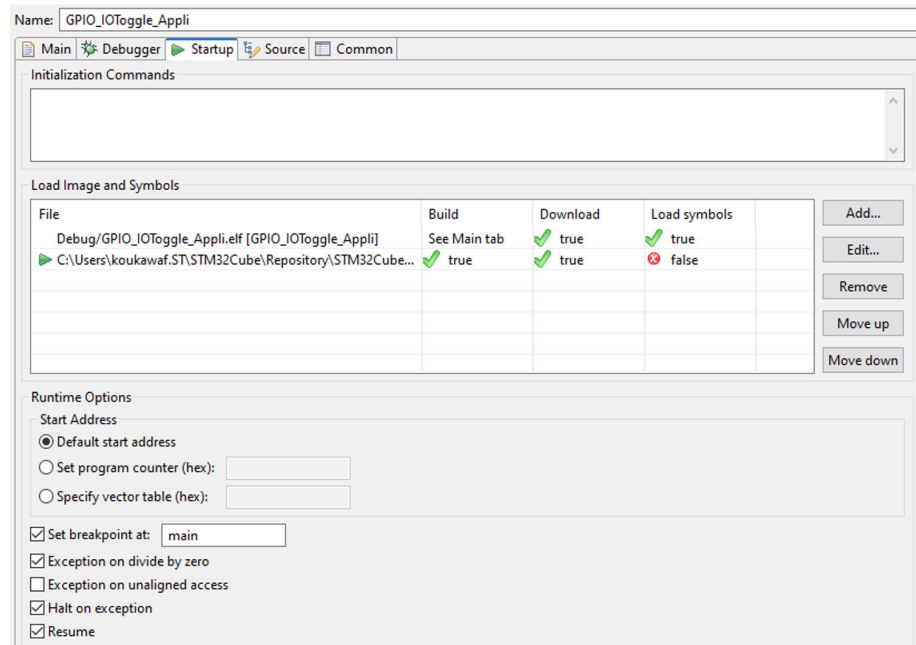 Name: GPIO_IOToggle_Appli
Main Debugger Startup Source Common
Initialization Commands
Load Image and Symbols
File Build Download Load symbols
Add...
Debug/GPIO_IOToggle_Appli.elf [GPIO_IOToggle_Appli] See Main tab true true
Edit...
C:\Users\koukawaf.ST\STM32Cube\Repository\STM32Cube... true true false
Remove
Move up
Move down
Runtime Options
Start Address
Default start address
Set program counter (hex):
Specify vector table (hex):
Set breakpoint at: main
Exception on divide by zero
Exception on unaligned access
Halt on exception
Resume